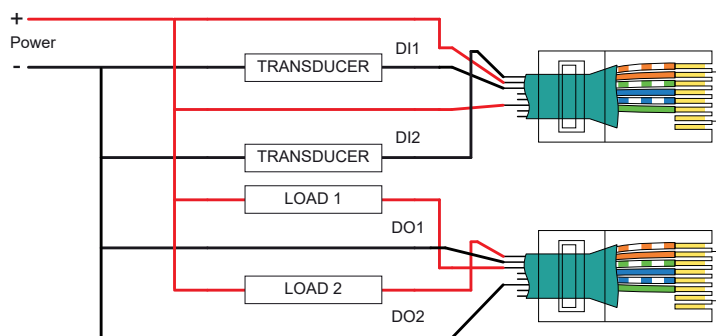 +
Power
-
DI1
TRANSDUCER
DI2
TRANSDUCER
LOAD 1
DO1
LOAD 2
DO2